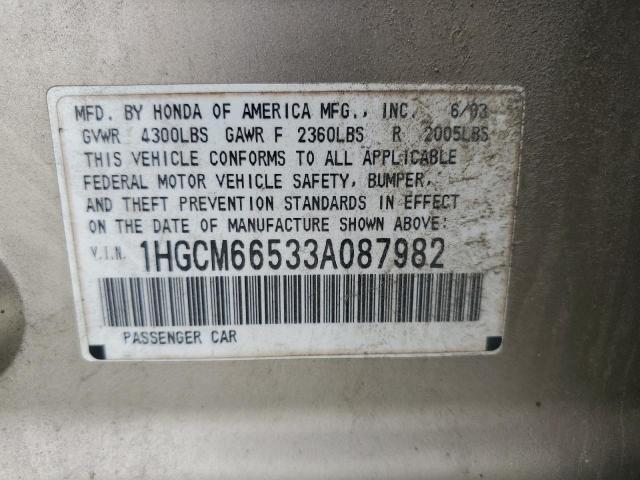 MFD. BY HONDA OF AMERICA MFG., INC. 6/03
GVWR 4300LBS GAWR F 2360LBS R 2005LBS
THIS VEHICLE CONFORMS TO ALL APPLICABLE
FEDERAL MOTOR VEHICLE SAFETY, BUMPER,
AND THEFT PREVENTION STANDARDS IN EFFECT
ON THE DATE OF MANUFACTURE SHOWN ABOVE:
V.I.N. 1HGCM66533A087982
PASSENGER CAR